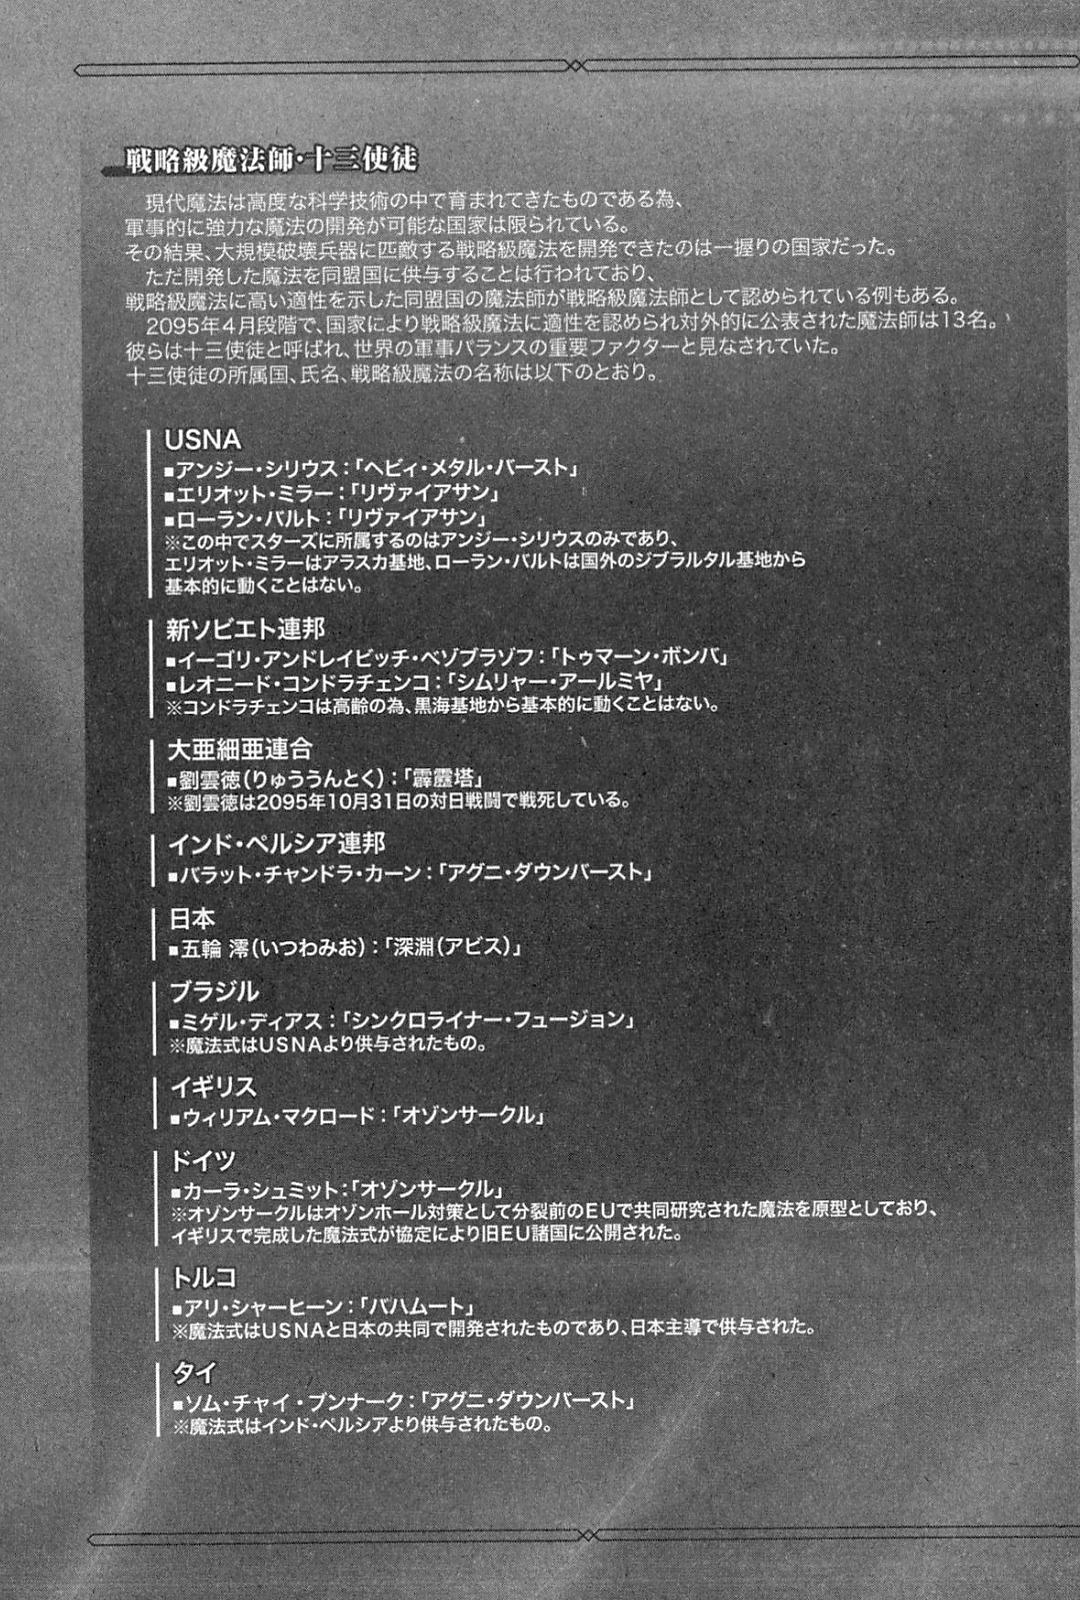 戦略級魔法師・十三使徒
現代魔法は高度な科学技術の中で育まれてきたものである為、
軍事的に強力な魔法の開発が可能な国家は限られている。
その結果、大規模破壊兵器に匹敵する戦略級魔法を開発できたのは一握りの国家だった。
ただ開発した魔法を同盟国に供与することは行われており、
戦略級魔法に高い適性を示した同盟国の魔法師が戦略級魔法師として認められている例もある。
2095年4月段階で、国家により戦略級魔法に適性を認められ対外的に公表された魔法師は13名。
彼らは十三使徒と呼ばれ、世界の軍事バランスの重要ファクターと見なされていた。
十三使徒の所属国、氏名、戦略級魔法の名称は以下のとおり。
USNA
■アンジー・シリウス:「ヘビィ・メタル・バースト」
■エリオット・ミラー:「リヴァイアサン」
■ローラン・バルト:「リヴァイアサン」
※この中でスターズに所属するのはアンジー・シリウスのみであり、
エリオット・ミラーはアラスカ基地、ローラン・バルトは国外のジブラルタル基地から
基本的に動くことはない。
新ソビエト連邦
■イーゴリ・アンドレイビッチ・ベゾブラゾフ:「トゥマーン・ボンバ」
■レオニード・コンドラチェンコ:「シムリャー・アールミヤ」
※コンドラチェンコは高齢の為、黒海基地から基本的に動くことはない。
大亜細亜連合
■劉雲徳(りゅううんとく):「霹靂塔」
※劉雲徳は2095年10月31日の対日戦闘で戦死している。
インド・ペルシア連邦
■バラット・チャンドラ・カーン:「アグニ・ダウンバースト」
日本
■五輪 澪(いつわみお):「深淵(アビス)」
ブラジル
■ミゲル・ディアス:「シンクロライナー・フュージョン」
※魔法式はUSNAより供与されたもの。
イギリス
■ウィリアム・マクロード:「オゾンサークル」
ドイツ
■カーラ・シュミット:「オゾンサークル」
※オゾンサークルはオゾンホール対策として分裂前のEUで共同研究された魔法を原型としており、
イギリスで完成した魔法式が協定により旧EU諸国に公開された。
トルコ
■アリ・シャーヒーン:「バハムート」
※魔法式はUSNAと日本の共同で開発されたものであり、日本主導で供与された。
タイ
■ソム・チャイ・ブンナーク:「アグニ・ダウンバースト」
※魔法式はインド・ペルシアより供与されたもの。